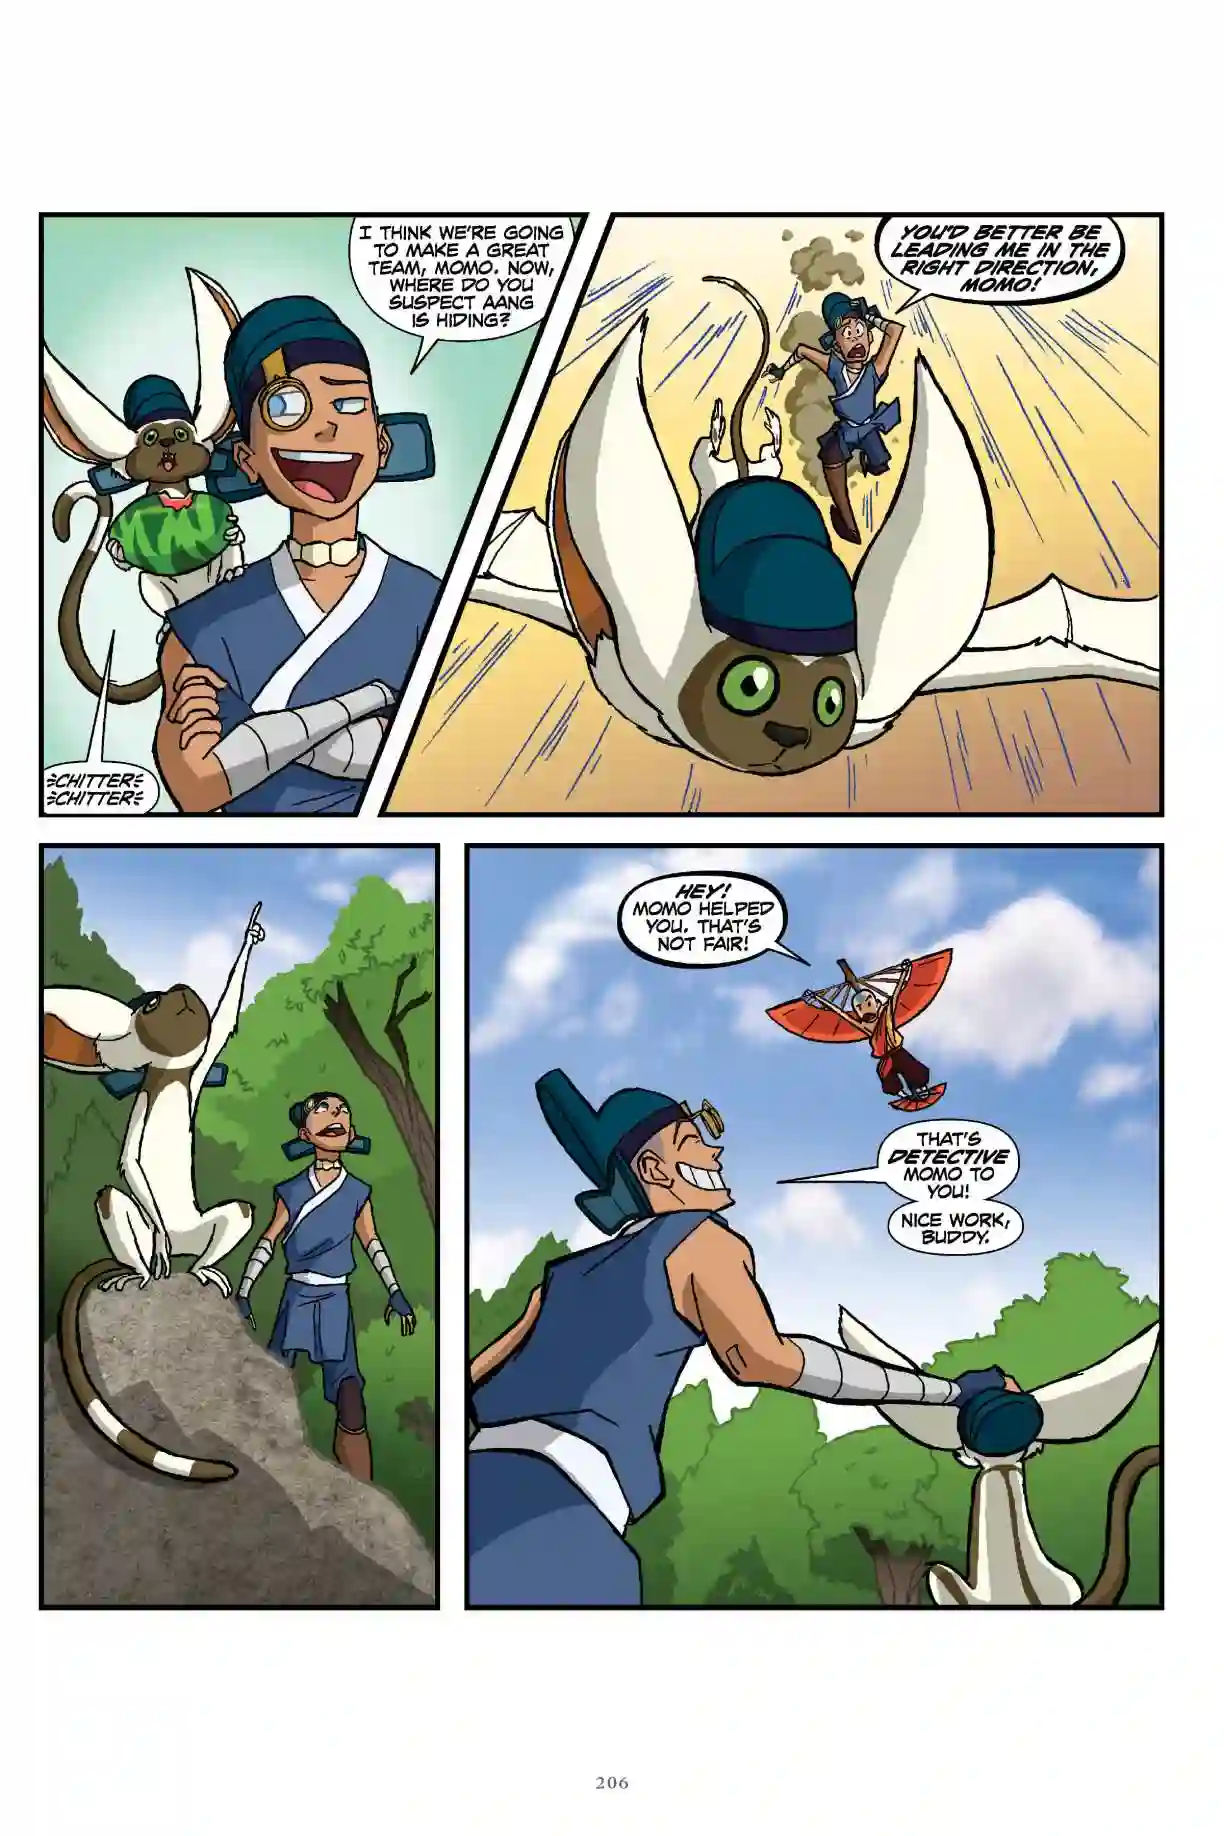 I THINK WE'RE GOING
TO MAKE A GREAT
TEAM, MOMO. NOW,
WHERE DO YOU
SUSPECT AANG
IS HIDING?
CHITTER
CHITTER
YOU'D BETTER BE
LEADING ME IN THE
RIGHT DIRECTION,
MOMO!
HEY!
MOMO HELPED
YOU. THAT'S
NOT FAIR!
THAT'S
DETECTIVE
MOMO TO
YOU!
NICE WORK,
BUDDY.
206